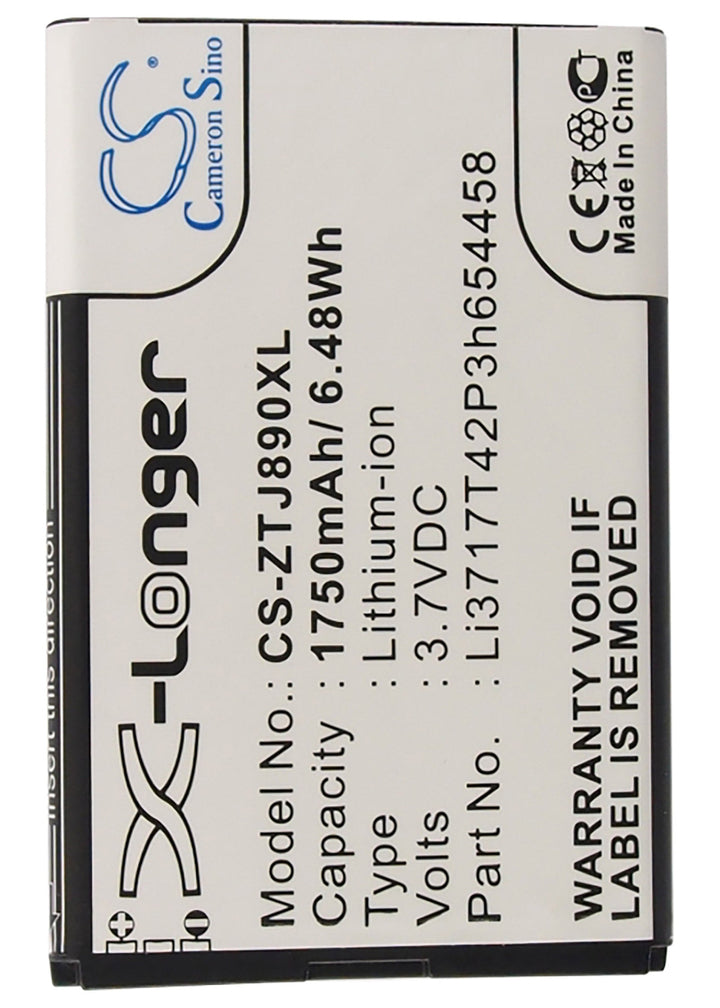 CS®
Cameron Sino
X-Longer
Model No.: CS-ZTJ890XL
Capacity : 1750mAh/ 6.48Wh
Type : Lithium-ion
Volts : 3.7VDC
Part No. : Li3717T42P3h654458
CE
Made In China
WARRANTY VOID IF
LABEL IS REMOVED
Insert this direction